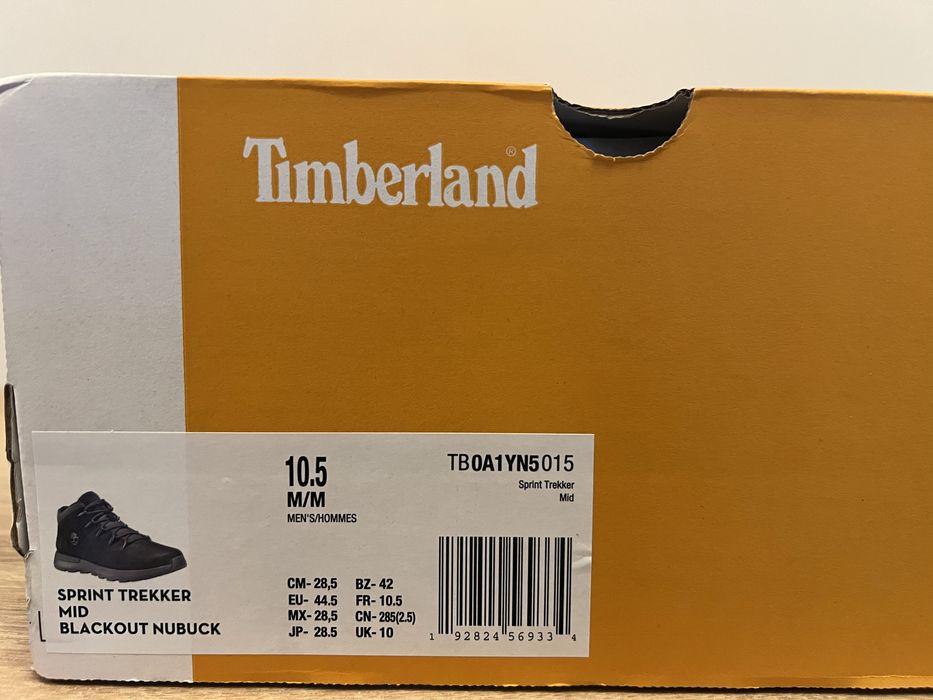 Timberland®
10.5
M/M
MEN'S/HOMMES
TB0A1YN5015
Sprint Trekker
Mid
SPRINT TREKKER
MID
BLACKOUT NUBUCK
CM- 28,5 BZ- 42
EU- 44.5 FR- 10.5
MX- 28,5 CN- 285(2.5)
JP- 28.5 UK- 10
1 92824 56933 4